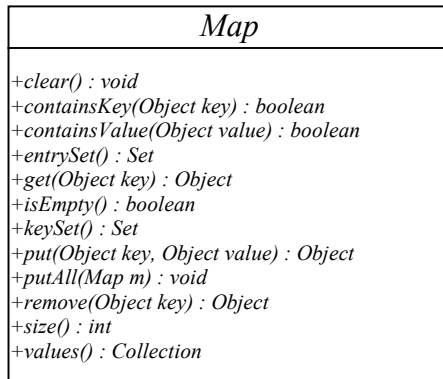 Map
+clear() : void
+containsKey(Object key) : boolean
+containsValue(Object value) : boolean
+entrySet() : Set
+get(Object key) : Object
+isEmpty() : boolean
+keySet() : Set
+put(Object key, Object value) : Object
+putAll(Map m) : void
+remove(Object key) : Object
+size() : int
+values() : Collection